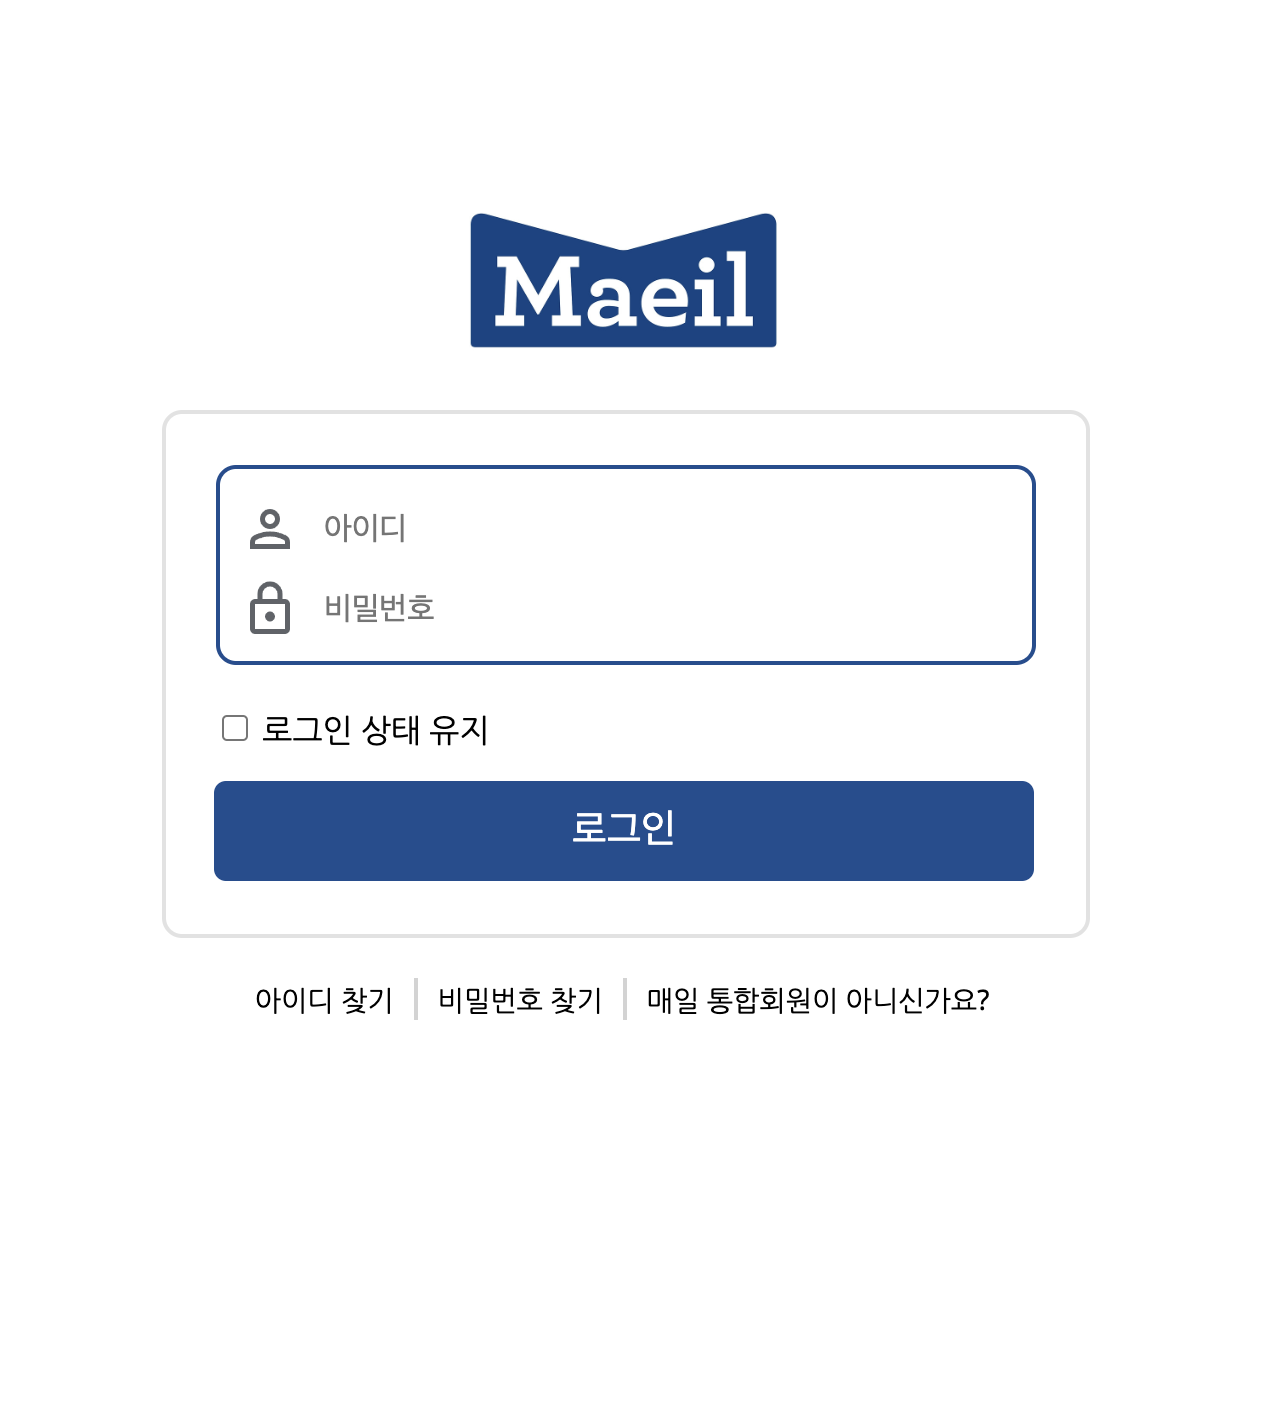 Maeil
아이디
비밀번호
로그인 상태 유지
로그인
아이디 찾기
비밀번호 찾기
매일 통합회원이 아니신가요?